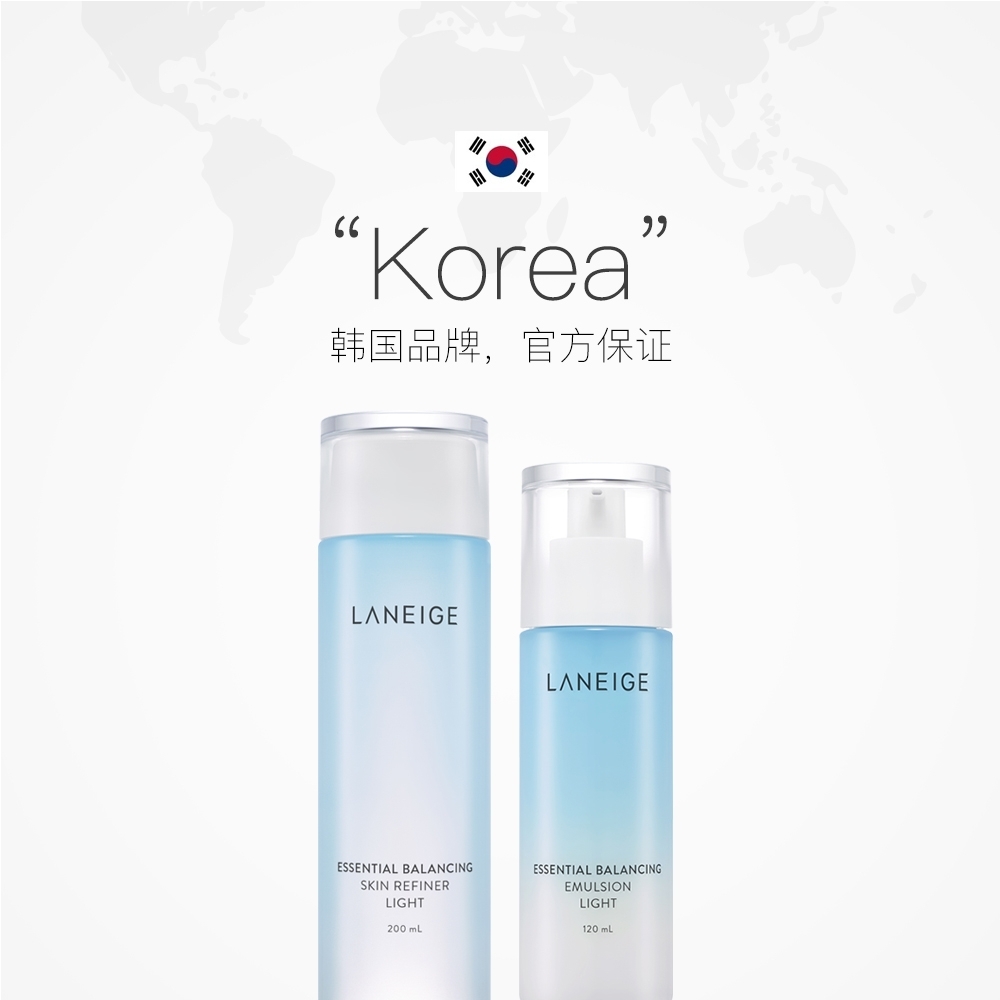 “Korea”
韩国品牌，官方保证
LANEIGE
ESSENTIAL BALANCING
SKIN REFINER
LIGHT
200 mL
LANEIGE
ESSENTIAL BALANCING
EMULSION
LIGHT
120 mL